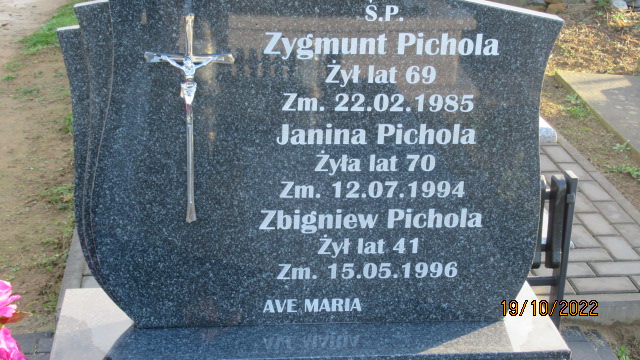 Ś.P.
Zygmunt Pichola
Żył lat 69
Zm. 22.02.1985
Janina Pichola
Żyła lat 70
Zm. 12.07.1994
Zbigniew Pichola
Żył lat 41
Zm. 15.05.1996
AVE MARIA
19/10/2022